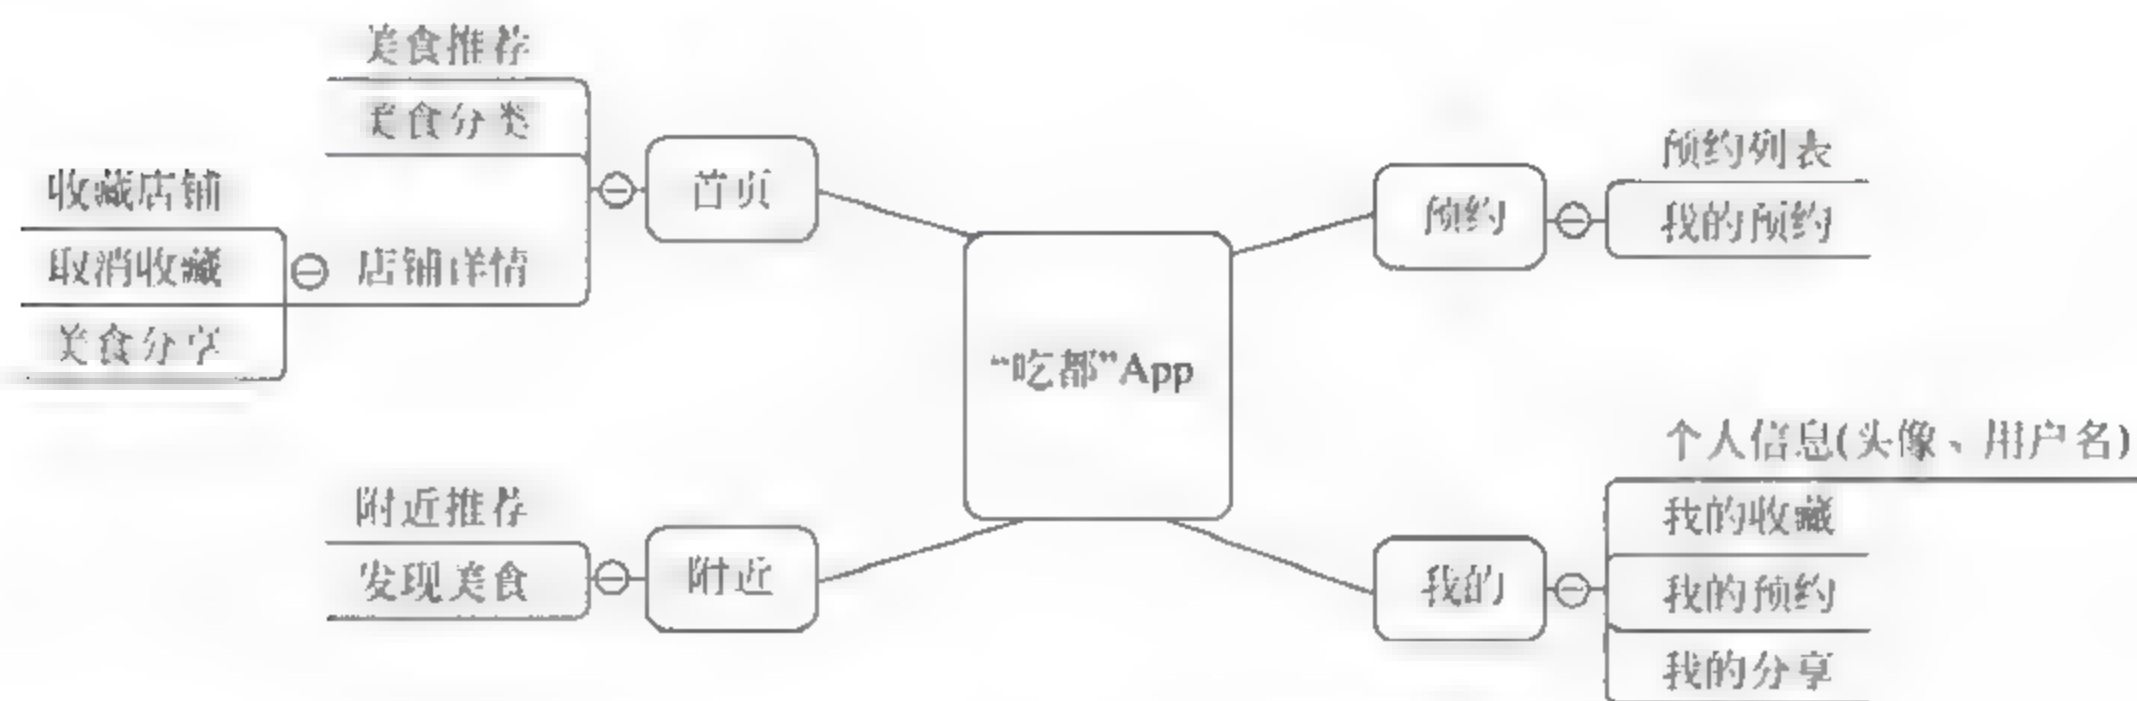 美食推荐
美食分类
首页
收藏店铺
取消收藏
店铺详情
美食分享
附近推荐
发现美食
附近
“吃都”App
预约
预约列表
我的预约
我的
个人信息(头像、用户名)
我的收藏
我的预约
我的分享